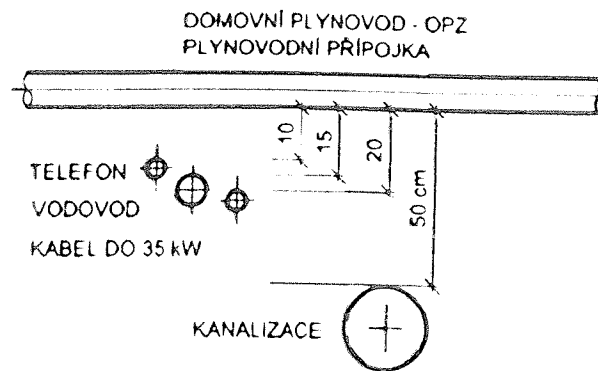 DOMOVNÍ PLYNOVOD - OPZ
PLYNOVODNÍ PŘÍPOJKA
10
15
20
50 cm
TELEFON
VODOVOD
KABEL DO 35 kW
KANALIZACE